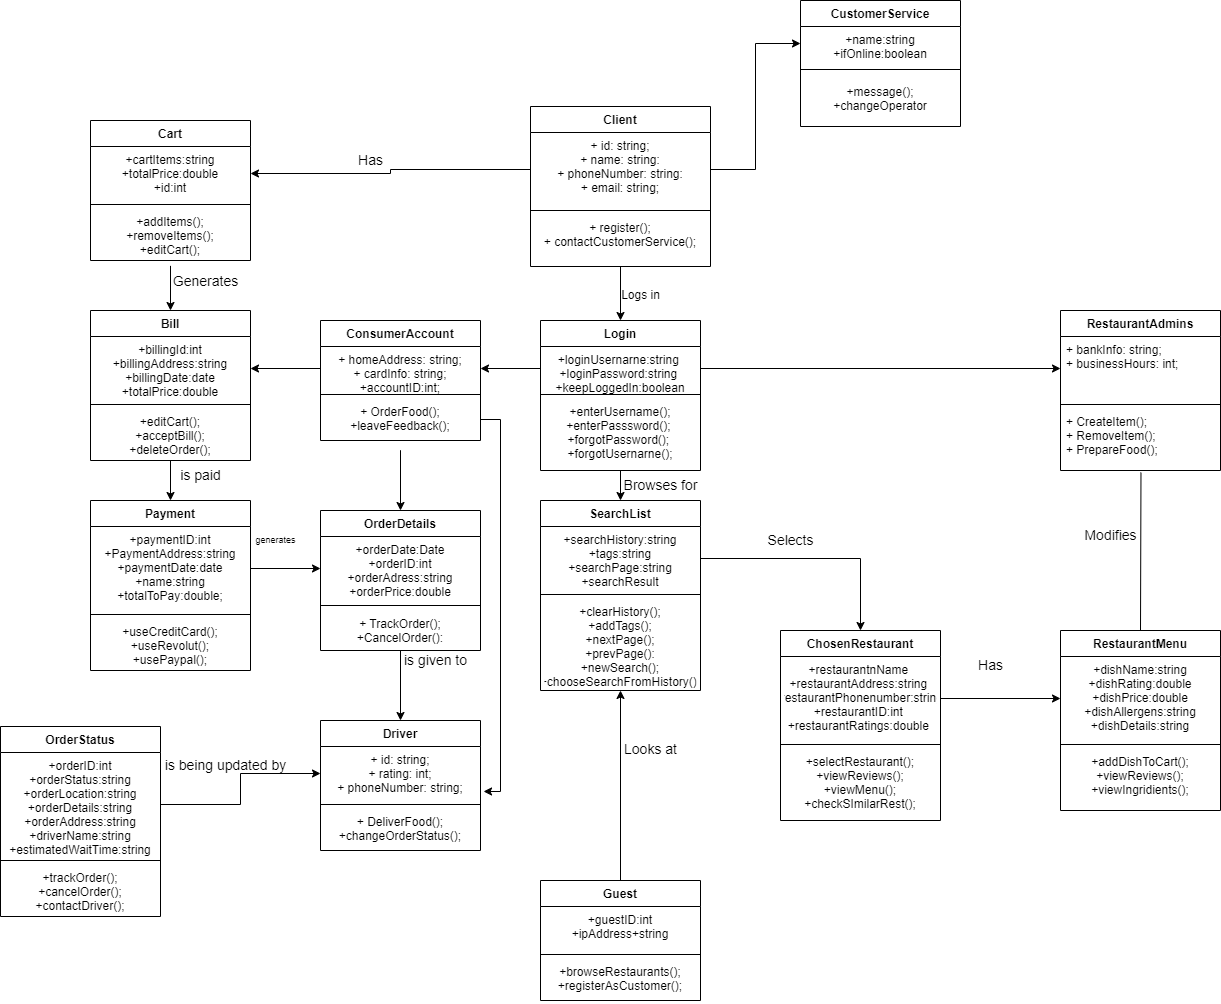 CustomerService
+name:string
+ifOnline:boolean
+message();
+changeOperator
Client
+ id: string;
+ name: string:
+ phoneNumber: string:
+ email: string;
+ register();
+ contactCustomerService();
Cart
+cartItems:string
+totalPrice:double
+id:int
+addItems();
+removeItems();
+editCart();
Has
Generates
Logs in
Bill
+billingId:int
+billingAddress:string
+billingDate:date
+totalPrice:double
+editCart();
+acceptBill();
+deleteOrder();
ConsumerAccount
+ homeAddress: string;
+ cardInfo: string;
+accountID:int;
+ OrderFood();
+leaveFeedback();
Login
+loginUsername:string
+loginPassword:string
+keepLoggedIn:boolean
+enterUsername();
+enterPasssword();
+forgotPassword();
+forgotUsername();
RestaurantAdmins
+ bankInfo: string;
+ businessHours: int;
+ CreateItem();
+ RemoveItem();
+ PrepareFood();
is paid
Browses for
Payment
+paymentID:int
+PaymentAddress:string
+paymentDate:date
+name:string
+totalToPay:double;
+useCreditCard();
+useRevolut();
+usePaypal();
generates
OrderDetails
+orderDate:Date
+orderID:int
+orderAdress:string
+orderPrice:double
+ TrackOrder();
+CancelOrder():
is given to
SearchList
+searchHistory:string
+tags:string
+searchPage:string
+searchResult
+clearHistory();
+addTags();
+nextPage();
+prevPage():
+newSearch();
-chooseSearchFromHistory()
Selects
Modifies
ChosenRestaurant
+restaurantnName
+restaurantAddress:string
estaurantPhonenumber:strin
+restaurantID:int
+restaurantRatings:double
+selectRestaurant();
+viewReviews();
+viewMenu();
+checkSImilarRest();
Has
RestaurantMenu
+dishName:string
+dishRating:double
+dishPrice:double
+dishAllergens:string
+dishDetails:string
+addDishToCart();
+viewReviews();
+viewIngridients();
OrderStatus
+orderID:int
+orderStatus:string
+orderLocation:string
+orderDetails:string
+orderAddress:string
+driverName:string
+estimatedWaitTime:string
+trackOrder();
+cancelOrder();
+contactDriver();
is being updated by
Driver
+ id: string;
+ rating: int;
+ phoneNumber: string;
+ DeliverFood();
+changeOrderStatus();
Looks at
Guest
+guestID:int
+ipAddress+string
+browseRestaurants();
+registerAsCustomer();